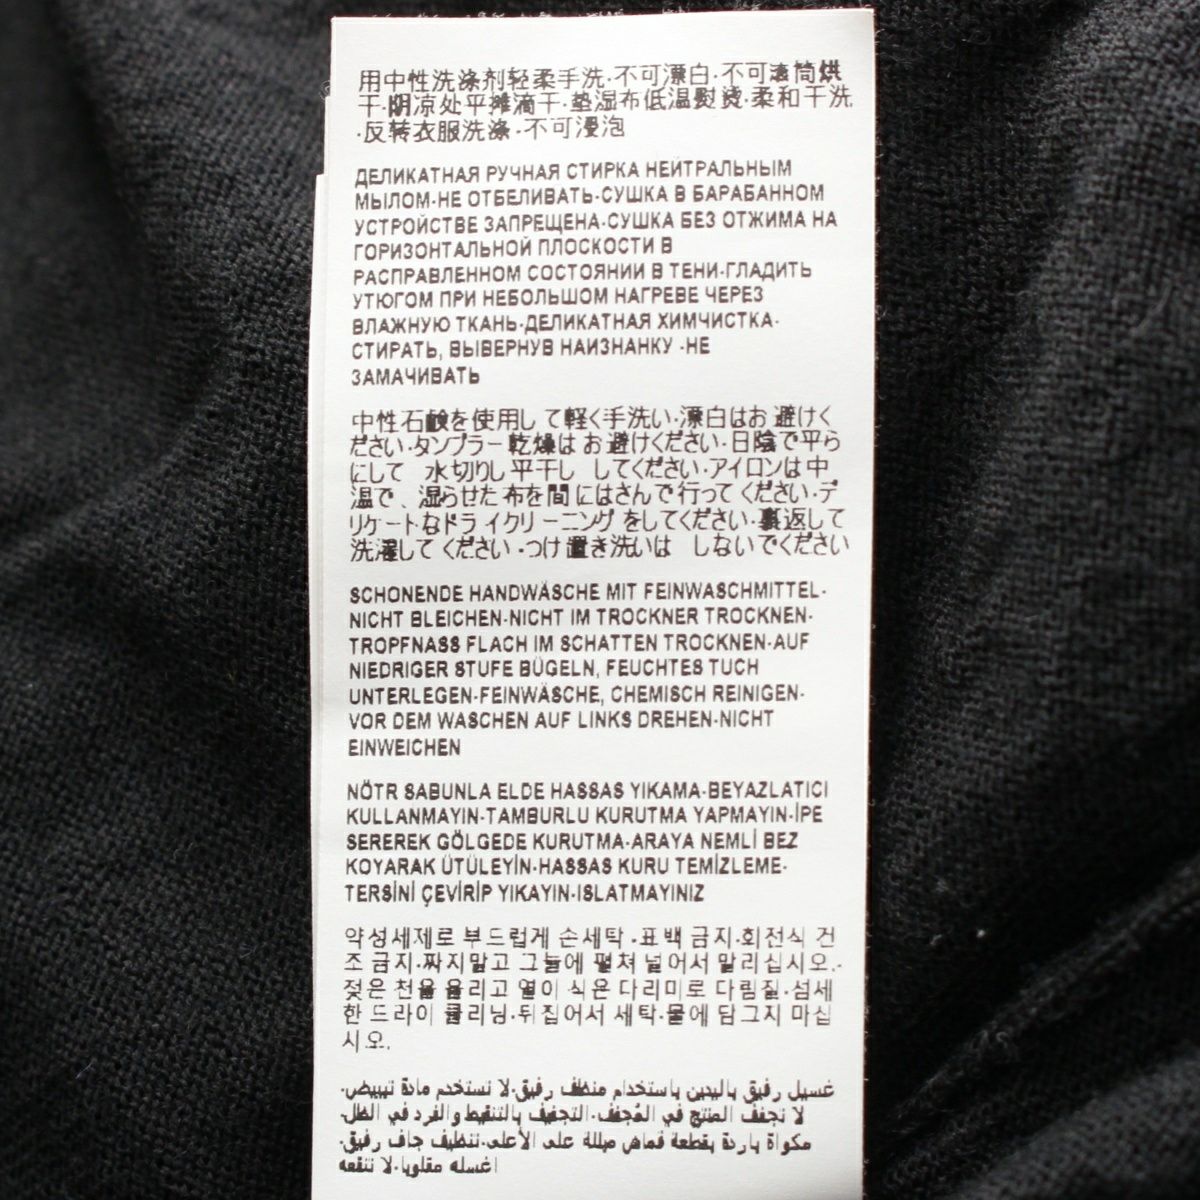 用中性洗涤剂轻柔手洗·不可漂白·不可滚筒烘
干·阴凉处平摊滴干·垫湿布低温熨烫·柔和干洗
·反转衣服洗涤·不可浸泡
ДЕЛИКАТНАЯ РУЧНАЯ СТИРКА НЕЙТРАЛЬНЫМ
МЫЛОМ·НЕ ОТБЕЛИВАТЬ·СУШКА В БАРАБАННОМ
УСТРОЙСТВЕ ЗАПРЕЩЕНА·СУШКА БЕЗ ОТЖИМА НА
ГОРИЗОНТАЛЬНОЙ ПЛОСКОСТИ В
РАСПРАВЛЕННОМ СОСТОЯНИИ В ТЕНИ·ГЛАДИТЬ
УТЮГОМ ПРИ НЕБОЛЬШОМ НАГРЕВЕ ЧЕРЕЗ
ВЛАЖНУЮ ТКАНЬ·ДЕЛИКАТНАЯ ХИМЧИСТКА·
СТИРАТЬ, ВЫВЕРНУВ НАИЗНАНКУ ·НЕ
ЗАМАЧИВАТЬ
中性石鹸を使用して軽く手洗い·漂白はお避けく
ださい·タンブラー乾燥はお避けください·日陰で平ら
にして 水切りし平干し してください·アイロンは中
温で、湿らせた布を間にはさんで行ってください·デ
リケートなドライクリーニングをしてください·裏返して
洗濯してください·つけ置き洗いは しないでください
SCHONENDE HANDWÄSCHE MIT FEINWASCHMITTEL·
NICHT BLEICHEN·NICHT IM TROCKNER TROCKNEN·
TROPFNASS FLACH IM SCHATTEN TROCKNEN·AUF
NIEDRIGER STUFE BÜGELN, FEUCHTES TUCH
UNTERLEGEN·FEINWÄSCHE, CHEMISCH REINIGEN·
VOR DEM WASCHEN AUF LINKS DREHEN·NICHT
EINWEICHEN
NÖTR SABUNLA ELDE HASSAS YIKAMA·BEYAZLATICI
KULLANMAYIN·TAMBURLU KURUTMA YAPMAYIN·İPE
SEREREK GÖLGEDE KURUTMA·ARAYA NEMLİ BEZ
KOYARAK ÜTÜLEYİN·HASSAS KURU TEMİZLEME·
TERSİNİ ÇEVİRİP YIKAYIN·ISLATMAYINIZ
약성세제로 부드럽게 손세탁·표백 금지·회전식 건
조 금지·짜지말고 그늘에 펼쳐 널어서 말리십시오.·
젖은 천을 올리고 열이 식은 다리미로 다림질·섬세
한 드라이 클리닝·뒤집어서 세탁·물에 담그지 마십
시오.
غسيل رفيق باليدين باستخدام منظف رفيق·لا تستخدم مادة تبييض·
لا تجفف المنتج في المُجفف·التجفيف بالتنقيط والفرد في الظل·
مكواة باردة بقطعة قماش مبللة على الأعلى·تنظيف جاف رفيق·
اغسله مقلوبا·لا تنقعه